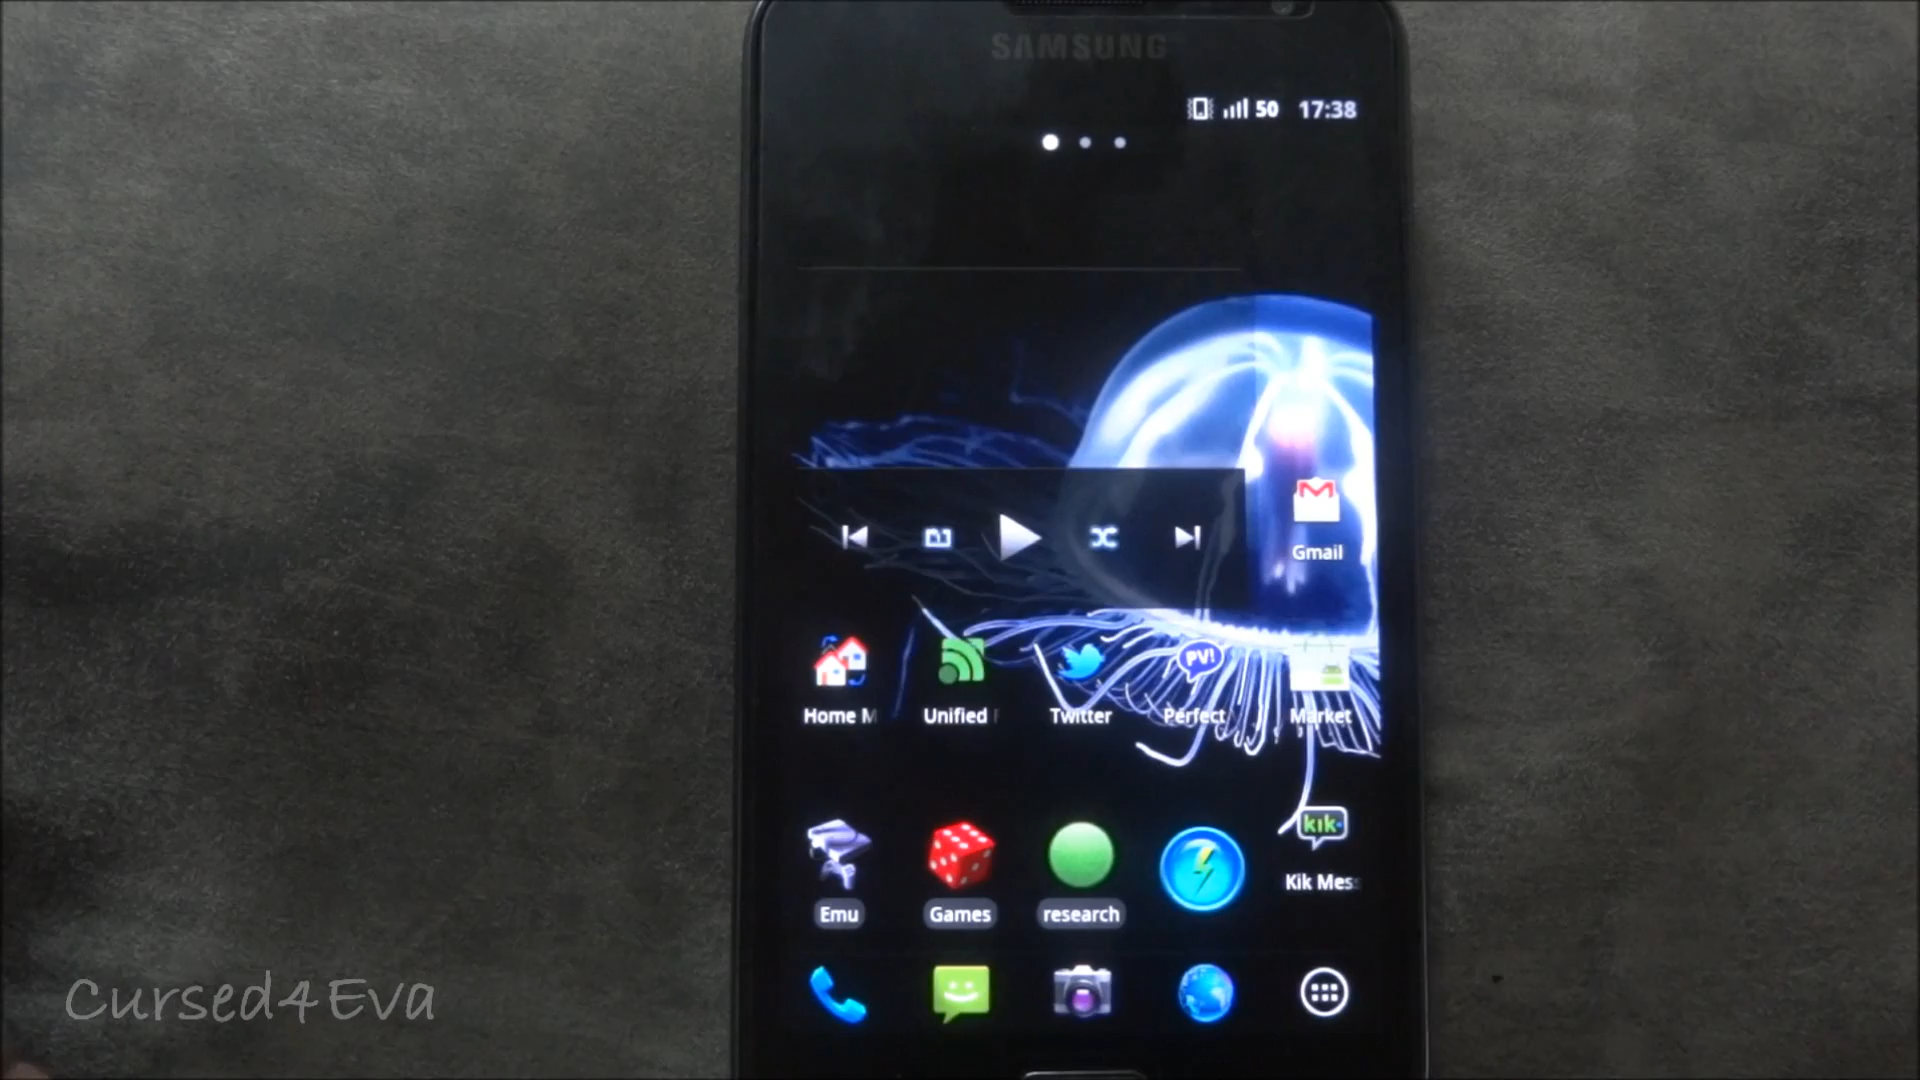 SAMSUNG
50 17:38
Gmail
Home M
Unified
Twitter
PV!
Perfect
Market
kik
Kik Mes
Emu
Games
research
Cursed4Eva